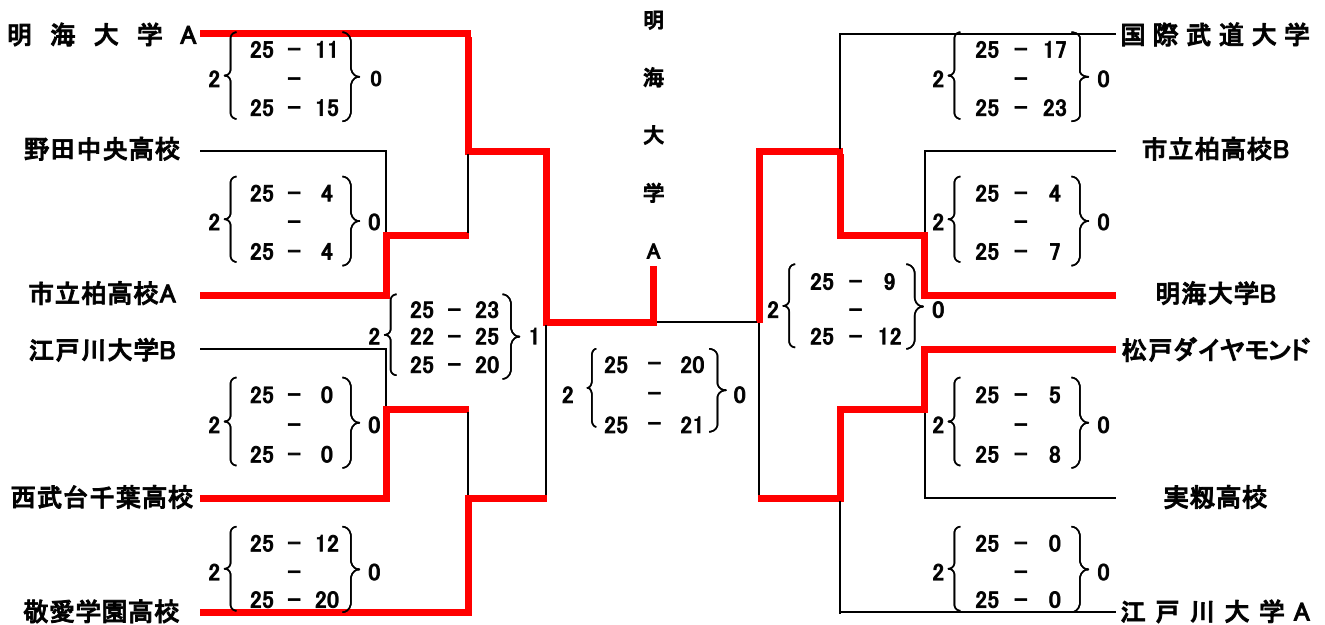 明海大学A
25 － 11
2 － 0
25 － 15
野田中央高校
25 － 4
2 － 0
25 － 4
市立柏高校A
25 － 23
2 22 － 25 1
25 － 20
江戸川大学B
25 － 0
2 － 0
25 － 0
西武台千葉高校
25 － 12
2 － 0
25 － 20
敬愛学園高校
明海大学A
25 － 20
2 － 0
25 － 21
国際武道大学
25 － 17
2 － 0
25 － 23
市立柏高校B
25 － 4
2 － 0
25 － 7
明海大学B
25 － 9
2 － 0
25 － 12
松戸ダイヤモンド
25 － 5
2 － 0
25 － 8
実籾高校
25 － 0
2 － 0
25 － 0
江戸川大学A